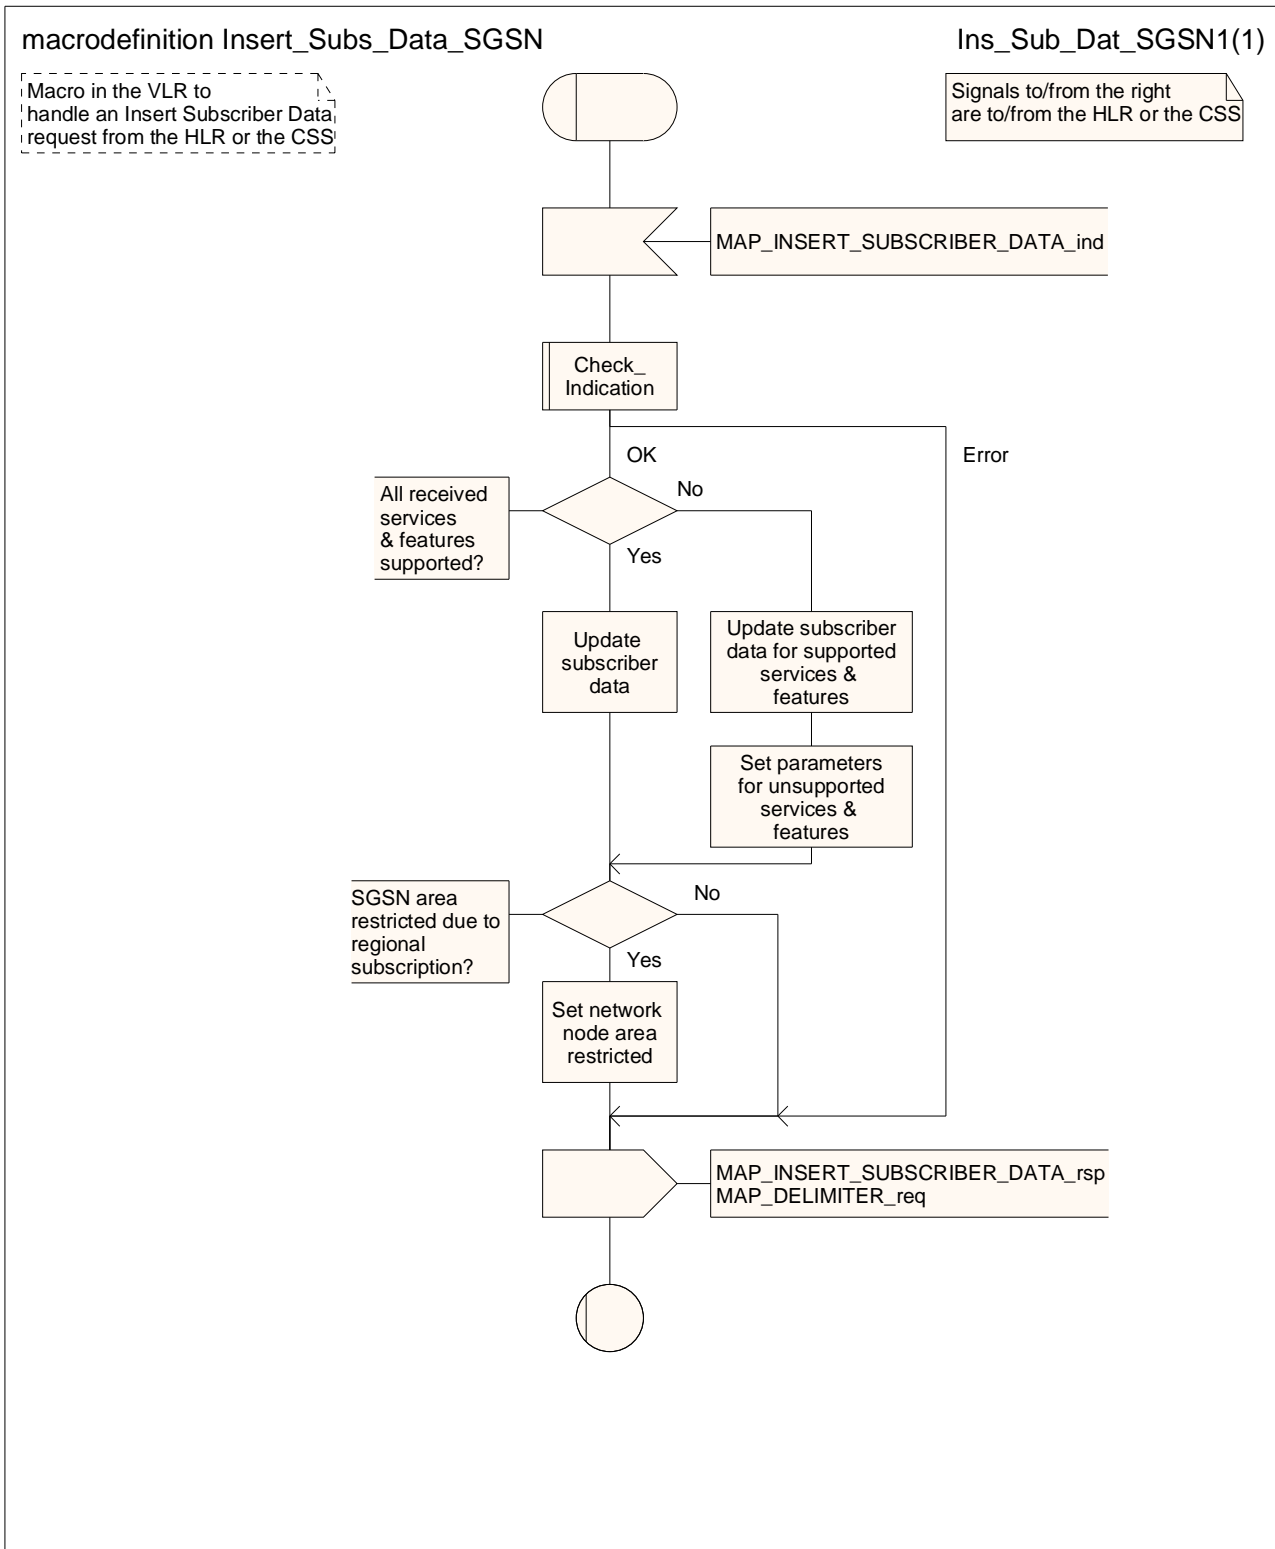 macrodefinition Insert_Subs_Data_SGSN
Ins_Sub_Dat_SGSN1(1)
Macro in the VLR to
handle an Insert Subscriber Data
request from the HLR or the CSS
Signals to/from the right
are to/from the HLR or the CSS
MAP_INSERT_SUBSCRIBER_DATA_ind
Check_
Indication
OK
Error
All received
services
& features
supported?
No
Yes
Update
subscriber
data
Update subscriber
data for supported
services &
features
Set parameters
for unsupported
services &
features
SGSN area
restricted due to
regional
subscription?
No
Yes
Set network
node area
restricted
MAP_INSERT_SUBSCRIBER_DATA_rsp
MAP_DELIMITER_req